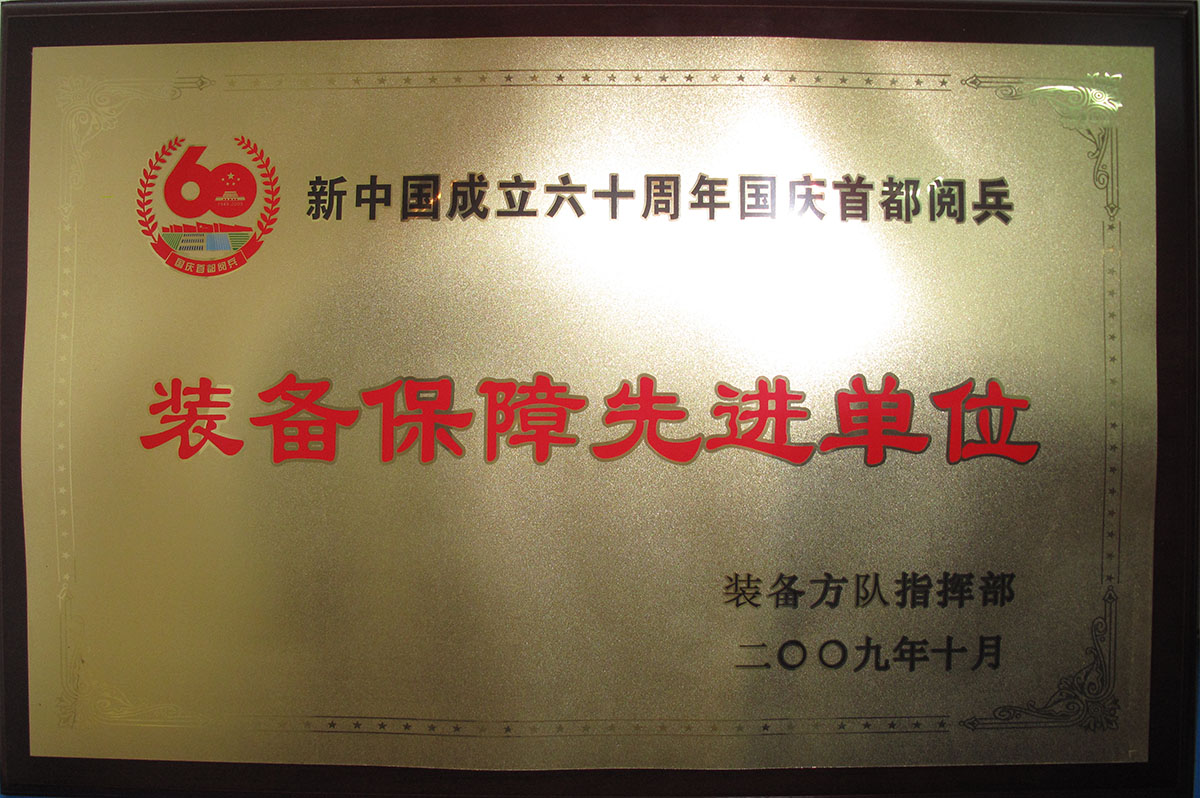 60
国庆首都阅兵
新中国成立六十周年国庆首都阅兵
装备保障先进单位
装备方队指挥部
二〇〇九年十月